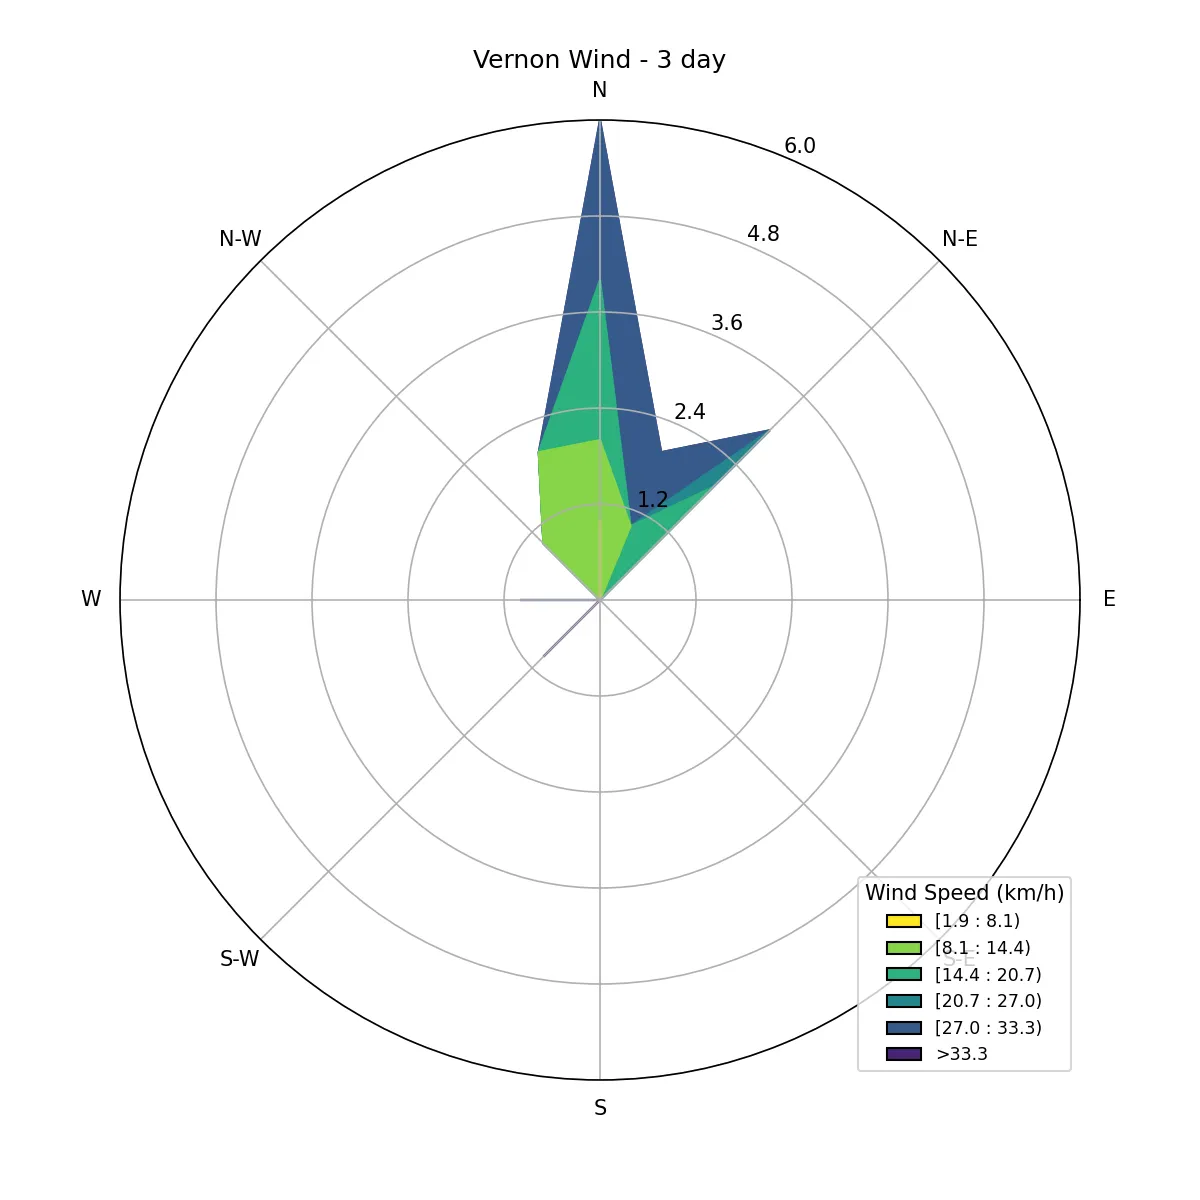 Vernon Wind - 3 day
N
6.0
N-W
4.8
N-E
3.6
2.4
1.2
W
E
Wind Speed (km/h)
[1.9 : 8.1)
[8.1 : 14.4)
S-W
S-E
[14.4 : 20.7)
[20.7 : 27.0)
[27.0 : 33.3)
>33.3
S